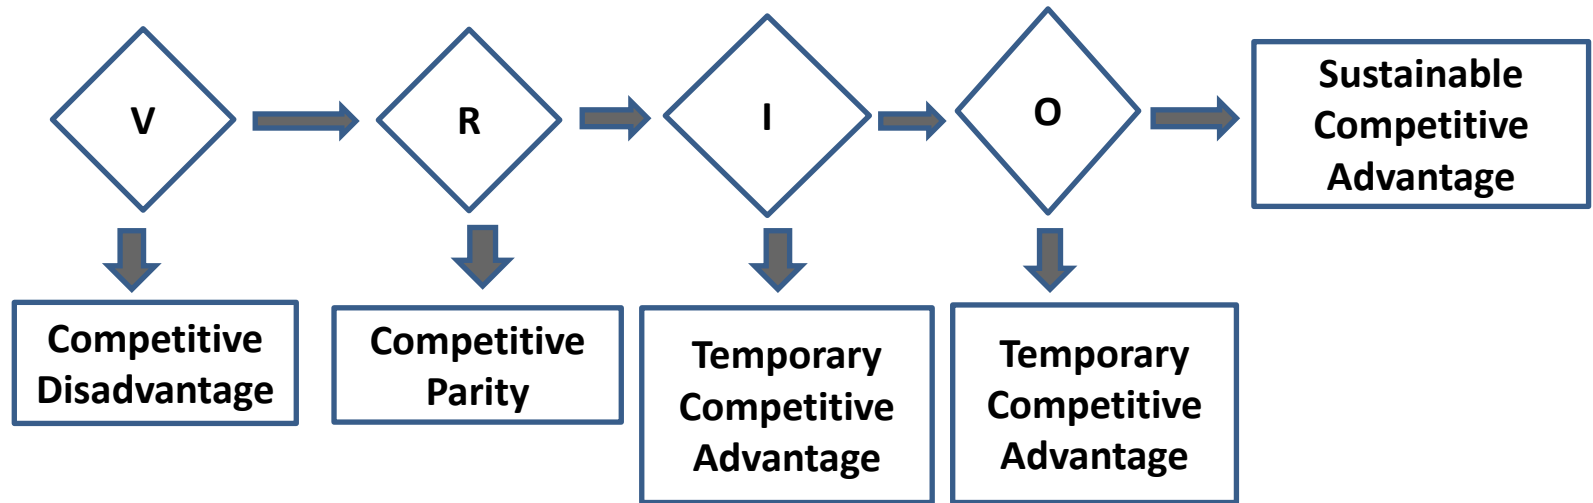 V
R
I
O
Sustainable
Competitive
Advantage
Competitive
Disadvantage
Competitive
Parity
Temporary
Competitive
Advantage
Temporary
Competitive
Advantage